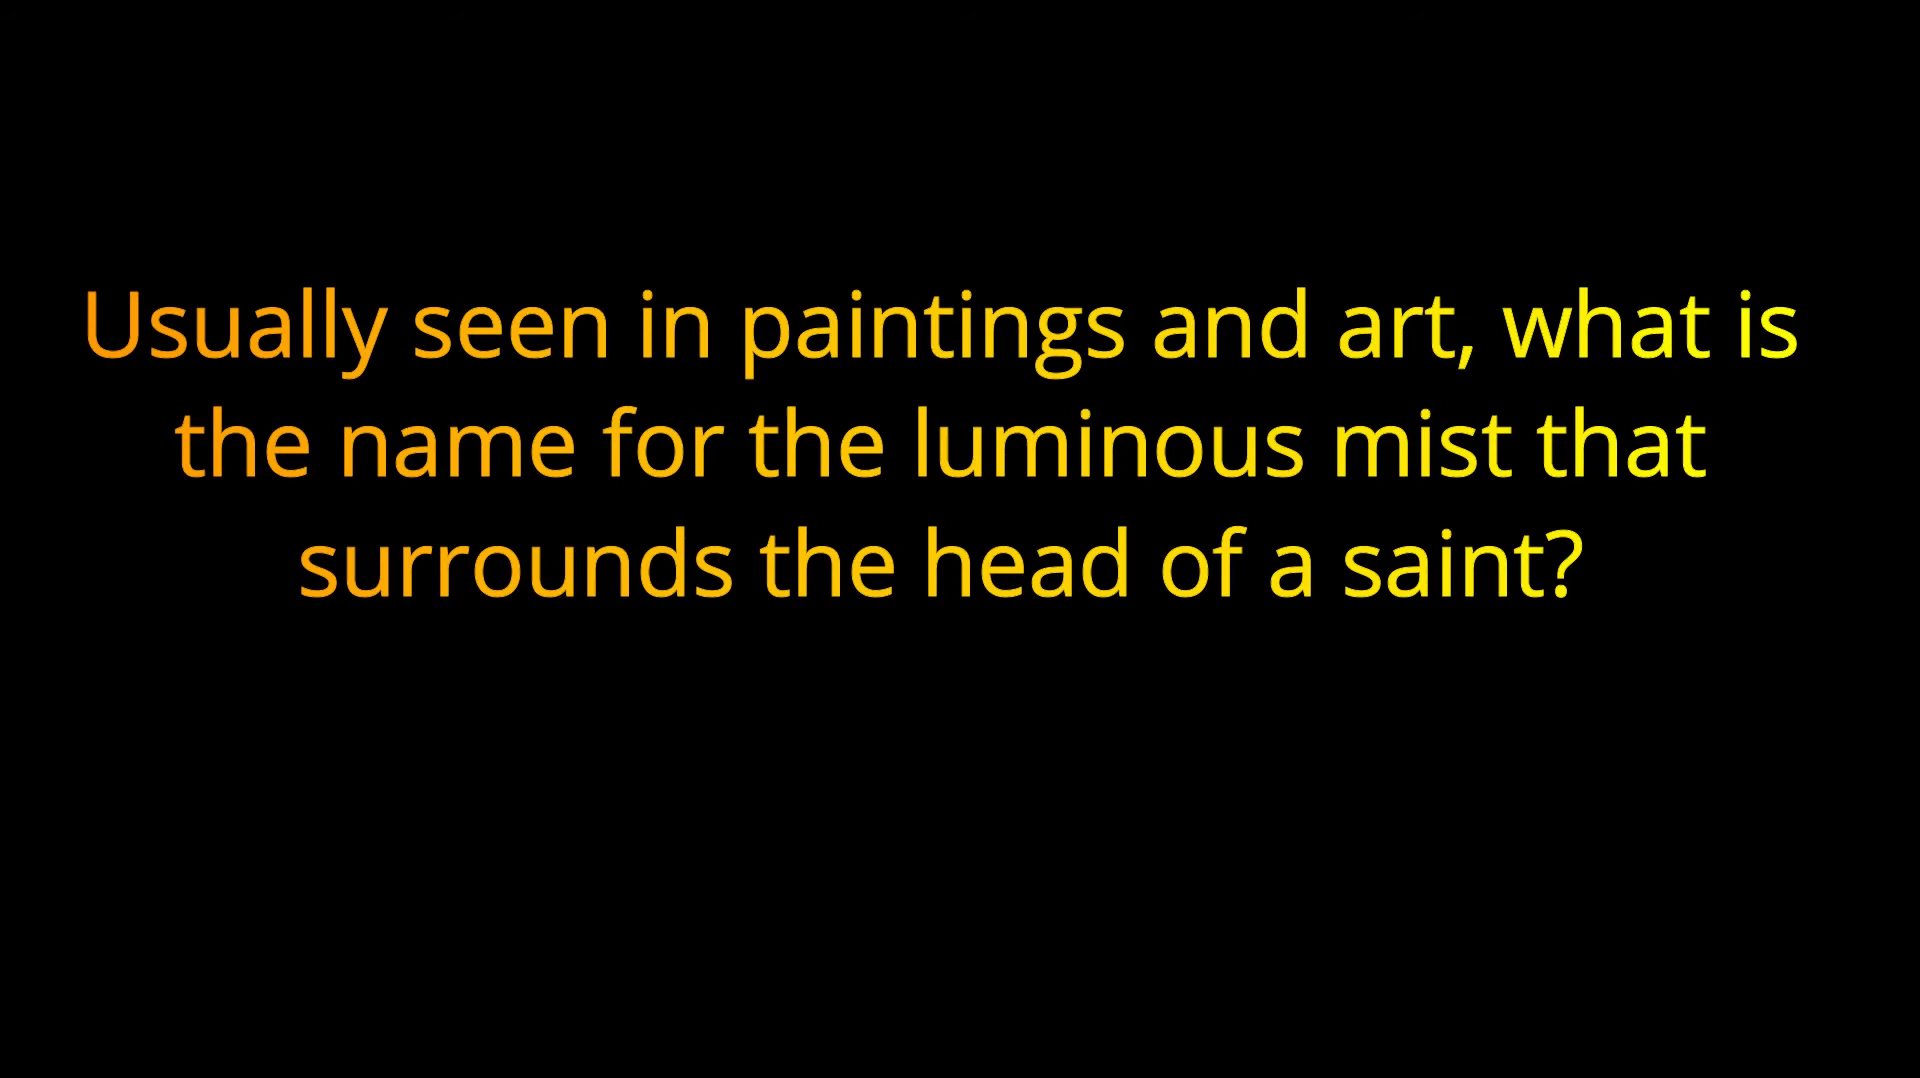 Usually seen in paintings and art, what is
the name for the luminous mist that
surrounds the head of a saint?